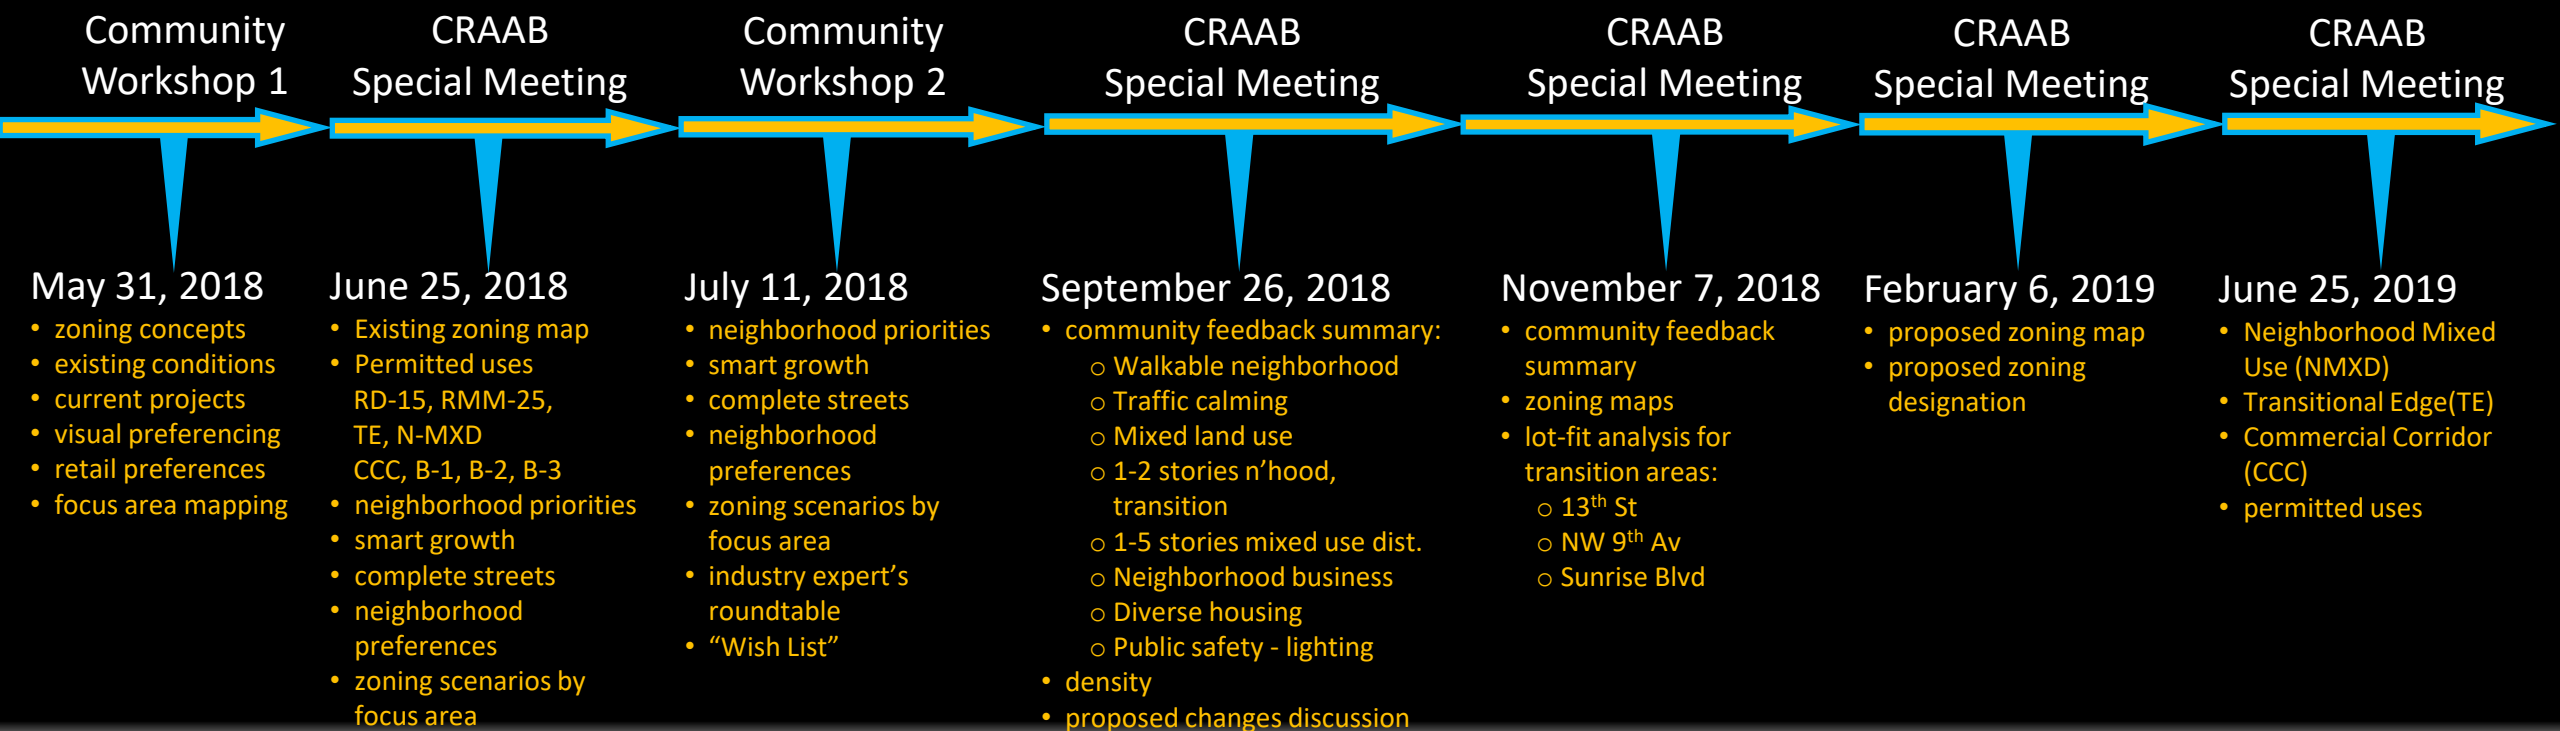 Community
Workshop 1
CRAAB
Special Meeting
Community
Workshop 2
CRAAB
Special Meeting
CRAAB
Special Meeting
CRAAB
Special Meeting
CRAAB
Special Meeting
May 31, 2018
• zoning concepts
• existing conditions
• current projects
• visual preferencing
• retail preferences
• focus area mapping
June 25, 2018
• Existing zoning map
• Permitted uses
RD-15, RMM-25,
TE, N-MXD
CCC, B-1, B-2, B-3
• neighborhood priorities
• smart growth
• complete streets
• neighborhood
preferences
• zoning scenarios by
focus area
July 11, 2018
• neighborhood priorities
• smart growth
• complete streets
• neighborhood
preferences
• zoning scenarios by
focus area
• industry expert’s
roundtable
• “Wish List”
September 26, 2018
• community feedback summary:
o Walkable neighborhood
o Traffic calming
o Mixed land use
o 1-2 stories n’hood,
transition
o 1-5 stories mixed use dist.
o Neighborhood business
o Diverse housing
o Public safety - lighting
• density
• proposed changes discussion
November 7, 2018
• community feedback
summary
• zoning maps
• lot-fit analysis for
transition areas:
o 13th St
o NW 9th Av
o Sunrise Blvd
February 6, 2019
• proposed zoning map
• proposed zoning
designation
June 25, 2019
• Neighborhood Mixed
Use (NMXD)
• Transitional Edge(TE)
• Commercial Corridor
(CCC)
• permitted uses